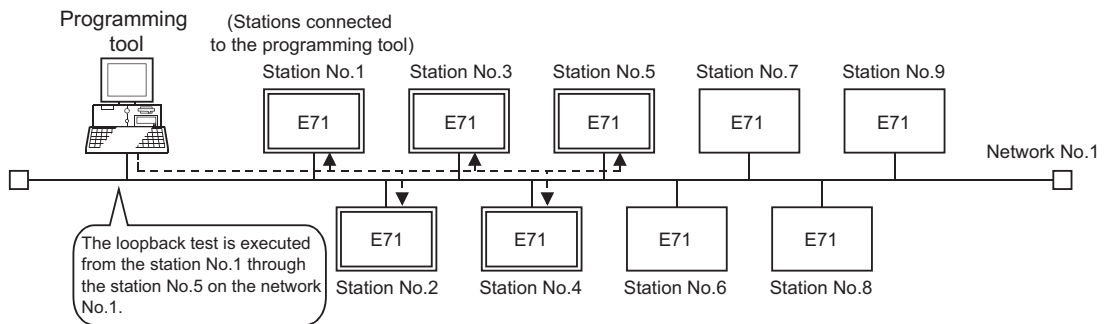 Programming
tool
(Stations connected
to the programming tool)
Station No.1
Station No.3
Station No.5
Station No.7
Station No.9
E71
E71
E71
E71
E71
Network No.1
The loopback test is executed
from the station No.1 through
the station No.5 on the network
No.1.
E71
E71
E71
E71
Station No.2
Station No.4
Station No.6
Station No.8